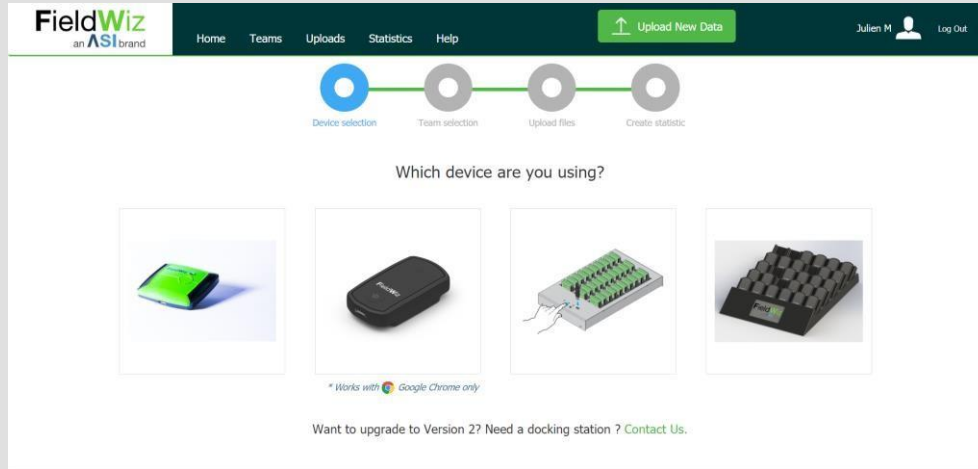 FieldWiz
an ASI brand
Home Teams Uploads Statistics Help
Upload New Data
Julien M
Log Out
Device selection
Team selection
Upload files
Create statistic
Which device are you using?
FieldWiz
FieldWiz
* Works with Google Chrome only
Want to upgrade to Version 2? Need a docking station ? Contact Us.